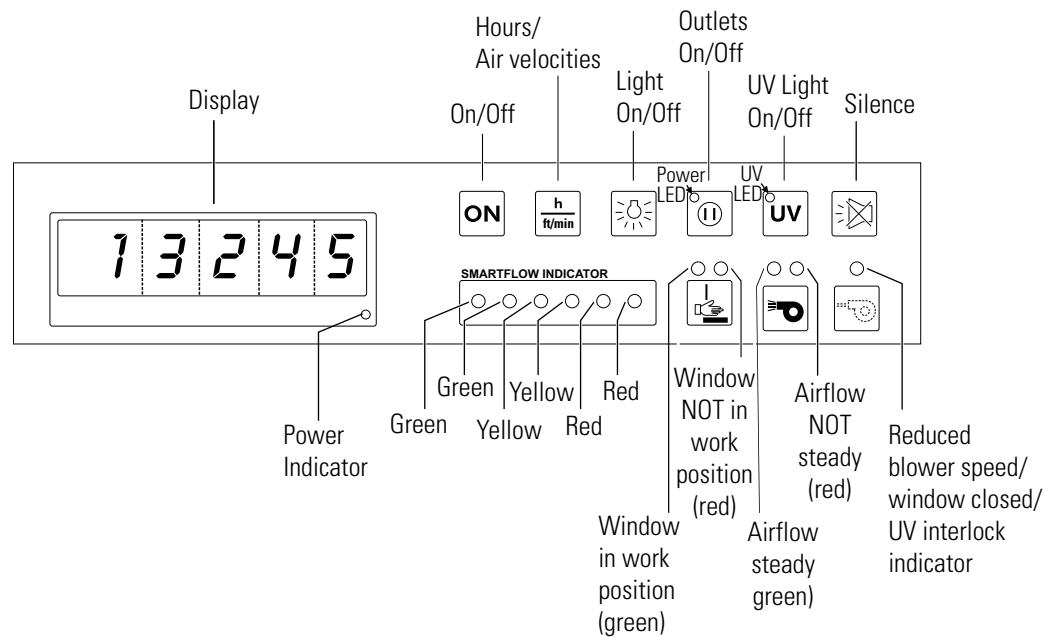 Hours/
Air velocities
Outlets
On/Off
Display
On/Off
Light
On/Off
UV Light
On/Off
Silence
Power
LED
UV
LED
ON
h
ft/min
UV
13245
SMARTFLOW INDICATOR
Green
Green
Yellow
Yellow
Red
Red
Power
Indicator
Window
in work
position
(green)
Window
NOT in
work
position
(red)
Airflow
steady
green)
Airflow
NOT
steady
(red)
Reduced
blower speed/
window closed/
UV interlock
indicator